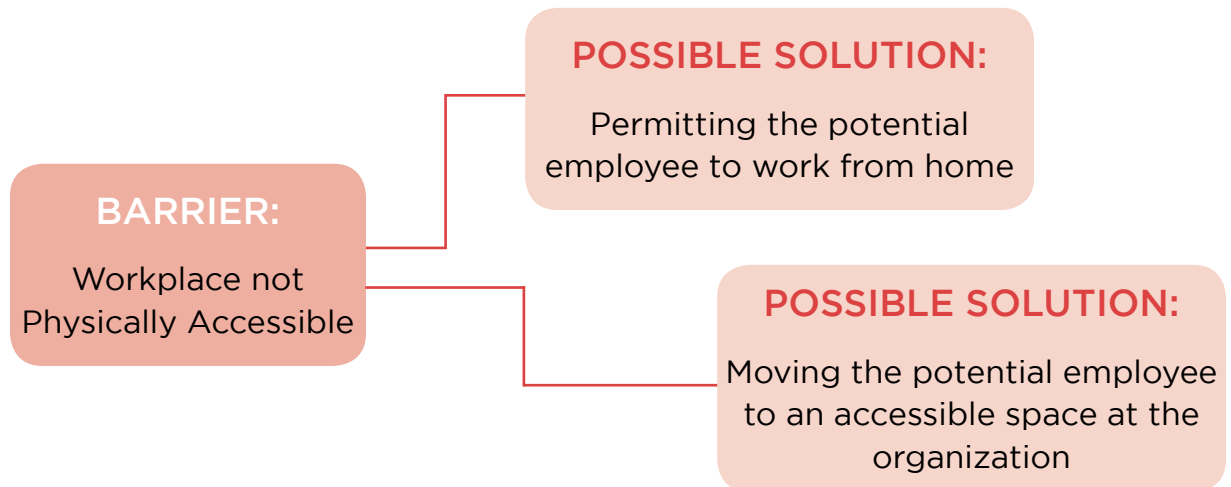 POSSIBLE SOLUTION:
Permitting the potential
employee to work from home
BARRIER:
Workplace not
Physically Accessible
POSSIBLE SOLUTION:
Moving the potential employee
to an accessible space at the
organization